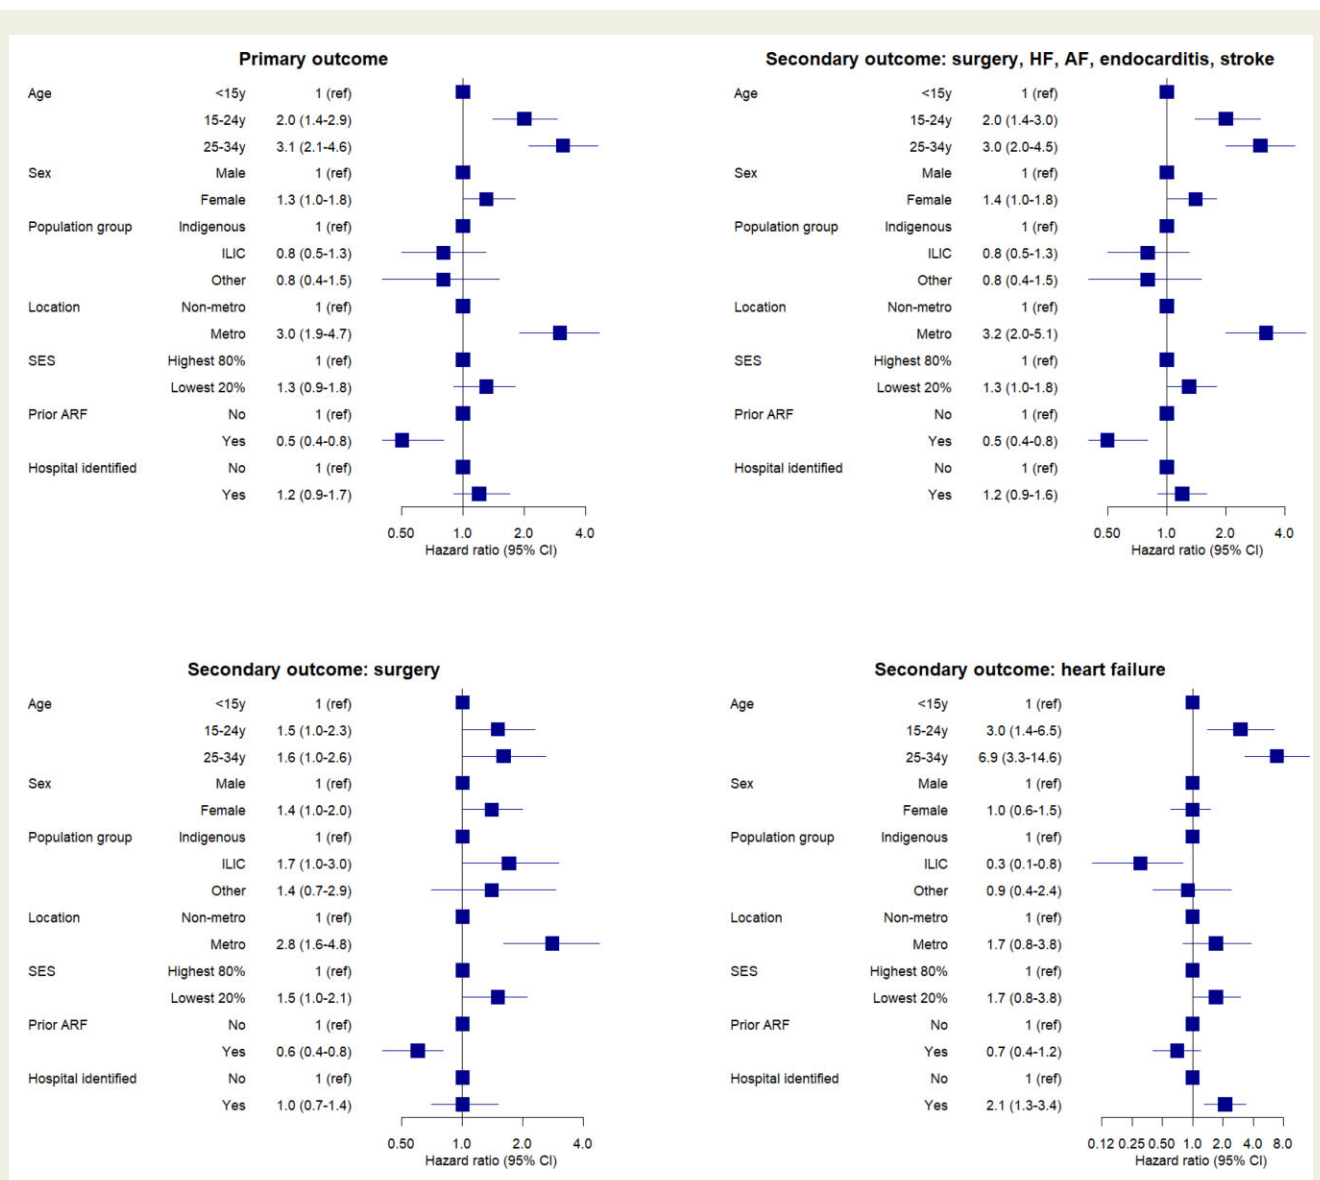 Primary outcome
Age <15y 1 (ref)
15-24y 2.0 (1.4-2.9)
25-34y 3.1 (2.1-4.6)
Sex Male 1 (ref)
Female 1.3 (1.0-1.8)
Population group Indigenous 1 (ref)
ILIC 0.8 (0.5-1.3)
Other 0.8 (0.4-1.5)
Location Non-metro 1 (ref)
Metro 3.0 (1.9-4.7)
SES Highest 80% 1 (ref)
Lowest 20% 1.3 (0.9-1.8)
Prior ARF No 1 (ref)
Yes 0.5 (0.4-0.8)
Hospital identified No 1 (ref)
Yes 1.2 (0.9-1.7)
0.50 1.0 2.0 4.0
Hazard ratio (95% CI)
Secondary outcome: surgery, HF, AF, endocarditis, stroke
Age <15y 1 (ref)
15-24y 2.0 (1.4-3.0)
25-34y 3.0 (2.0-4.5)
Sex Male 1 (ref)
Female 1.4 (1.0-1.8)
Population group Indigenous 1 (ref)
ILIC 0.8 (0.5-1.3)
Other 0.8 (0.4-1.5)
Location Non-metro 1 (ref)
Metro 3.2 (2.0-5.1)
SES Highest 80% 1 (ref)
Lowest 20% 1.3 (1.0-1.8)
Prior ARF No 1 (ref)
Yes 0.5 (0.4-0.8)
Hospital identified No 1 (ref)
Yes 1.2 (0.9-1.6)
0.50 1.0 2.0 4.0
Hazard ratio (95% CI)
Secondary outcome: surgery
Age <15y 1 (ref)
15-24y 1.5 (1.0-2.3)
25-34y 1.6 (1.0-2.6)
Sex Male 1 (ref)
Female 1.4 (1.0-2.0)
Population group Indigenous 1 (ref)
ILIC 1.7 (1.0-3.0)
Other 1.4 (0.7-2.9)
Location Non-metro 1 (ref)
Metro 2.8 (1.6-4.8)
SES Highest 80% 1 (ref)
Lowest 20% 1.5 (1.0-2.1)
Prior ARF No 1 (ref)
Yes 0.6 (0.4-0.8)
Hospital identified No 1 (ref)
Yes 1.0 (0.7-1.4)
0.50 1.0 2.0 4.0
Hazard ratio (95% CI)
Secondary outcome: heart failure
Age <15y 1 (ref)
15-24y 3.0 (1.4-6.5)
25-34y 6.9 (3.3-14.6)
Sex Male 1 (ref)
Female 1.0 (0.6-1.5)
Population group Indigenous 1 (ref)
ILIC 0.3 (0.1-0.8)
Other 0.9 (0.4-2.4)
Location Non-metro 1 (ref)
Metro 1.7 (0.8-3.8)
SES Highest 80% 1 (ref)
Lowest 20% 1.7 (0.8-3.8)
Prior ARF No 1 (ref)
Yes 0.7 (0.4-1.2)
Hospital identified No 1 (ref)
Yes 2.1 (1.3-3.4)
0.12 0.25 0.50 1.0 2.0 4.0 8.0
Hazard ratio (95% CI)